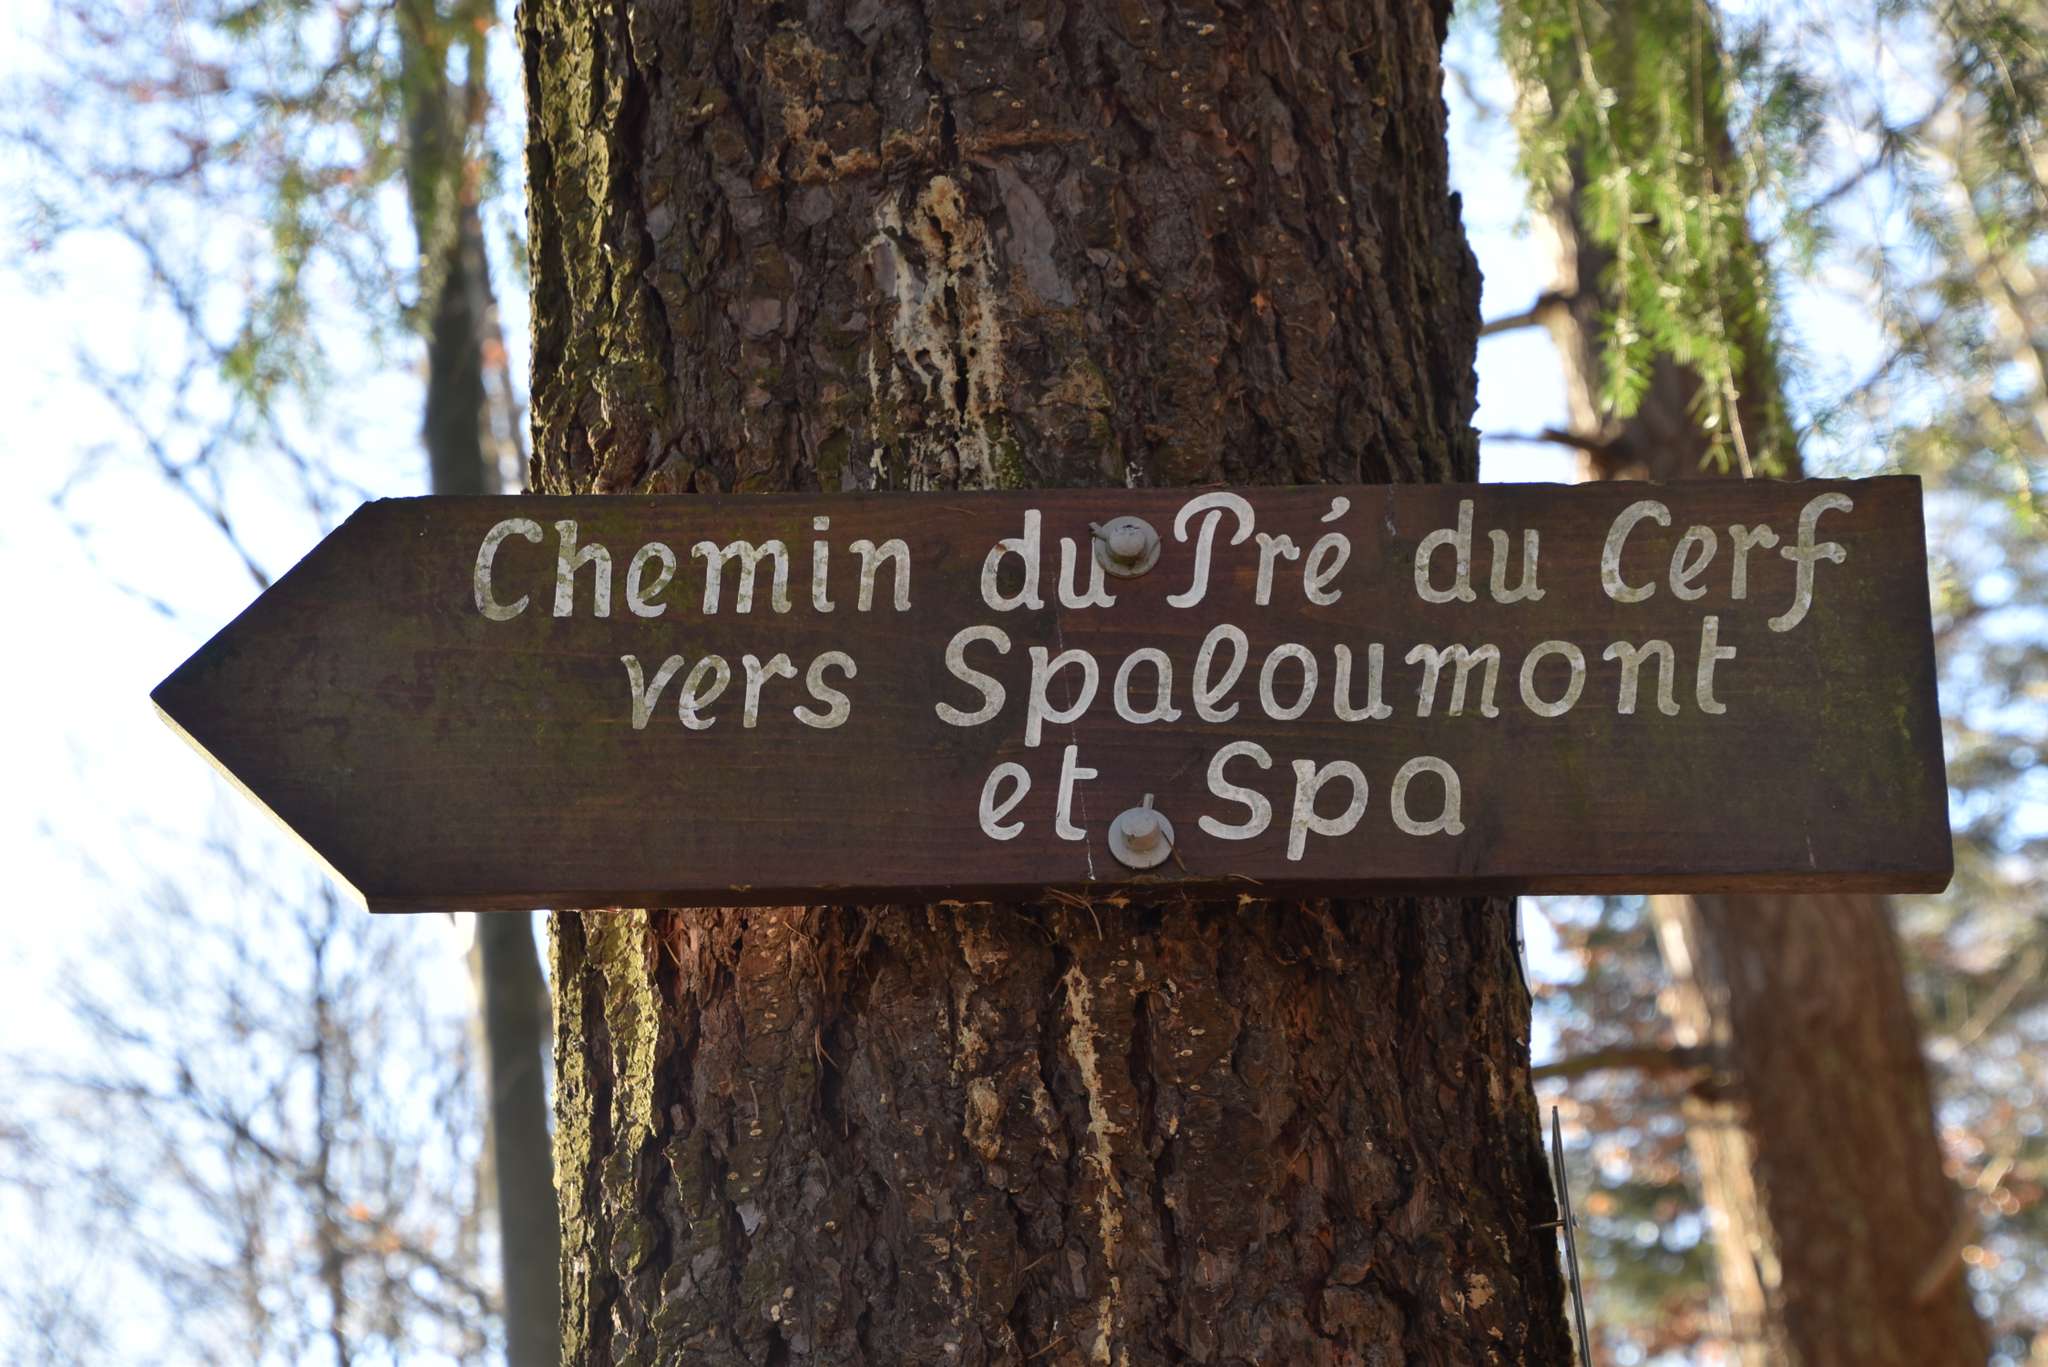 Chemin du Pré du Cerf
vers Spaloumont
et Spa